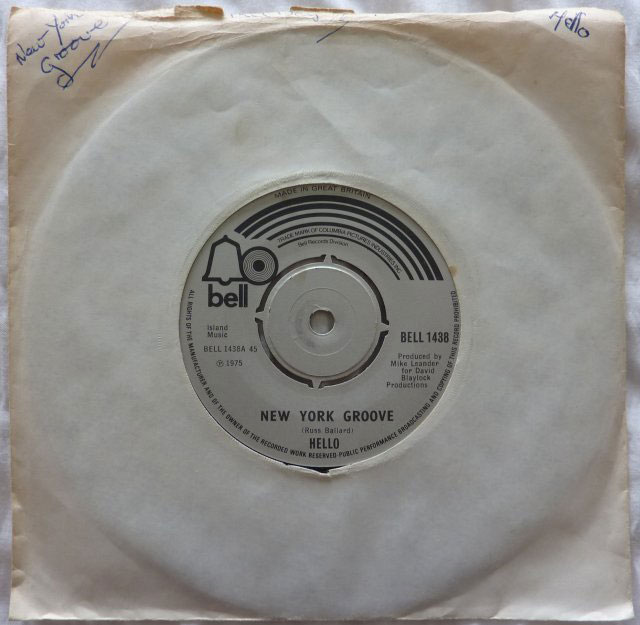 New York
Groove
Hello
MADE IN GREAT BRITAIN
TRADE MARK OF COLUMBIA PICTURES INDUSTRIES INC.
Bell Records Division
bell
Island
Music
BELL 1438
BELL 1438A 45
℗ 1975
Produced by
Mike Leander
for David
Blaylock
Productions
NEW YORK GROOVE
(Russ Ballard)
HELLO
ALL RIGHTS OF THE MANUFACTURER AND OF THE OWNER OF THE RECORDED WORK RESERVED-PUBLIC PERFORMANCE BROADCASTING AND COPYING OF THIS RECORD PROHIBITED